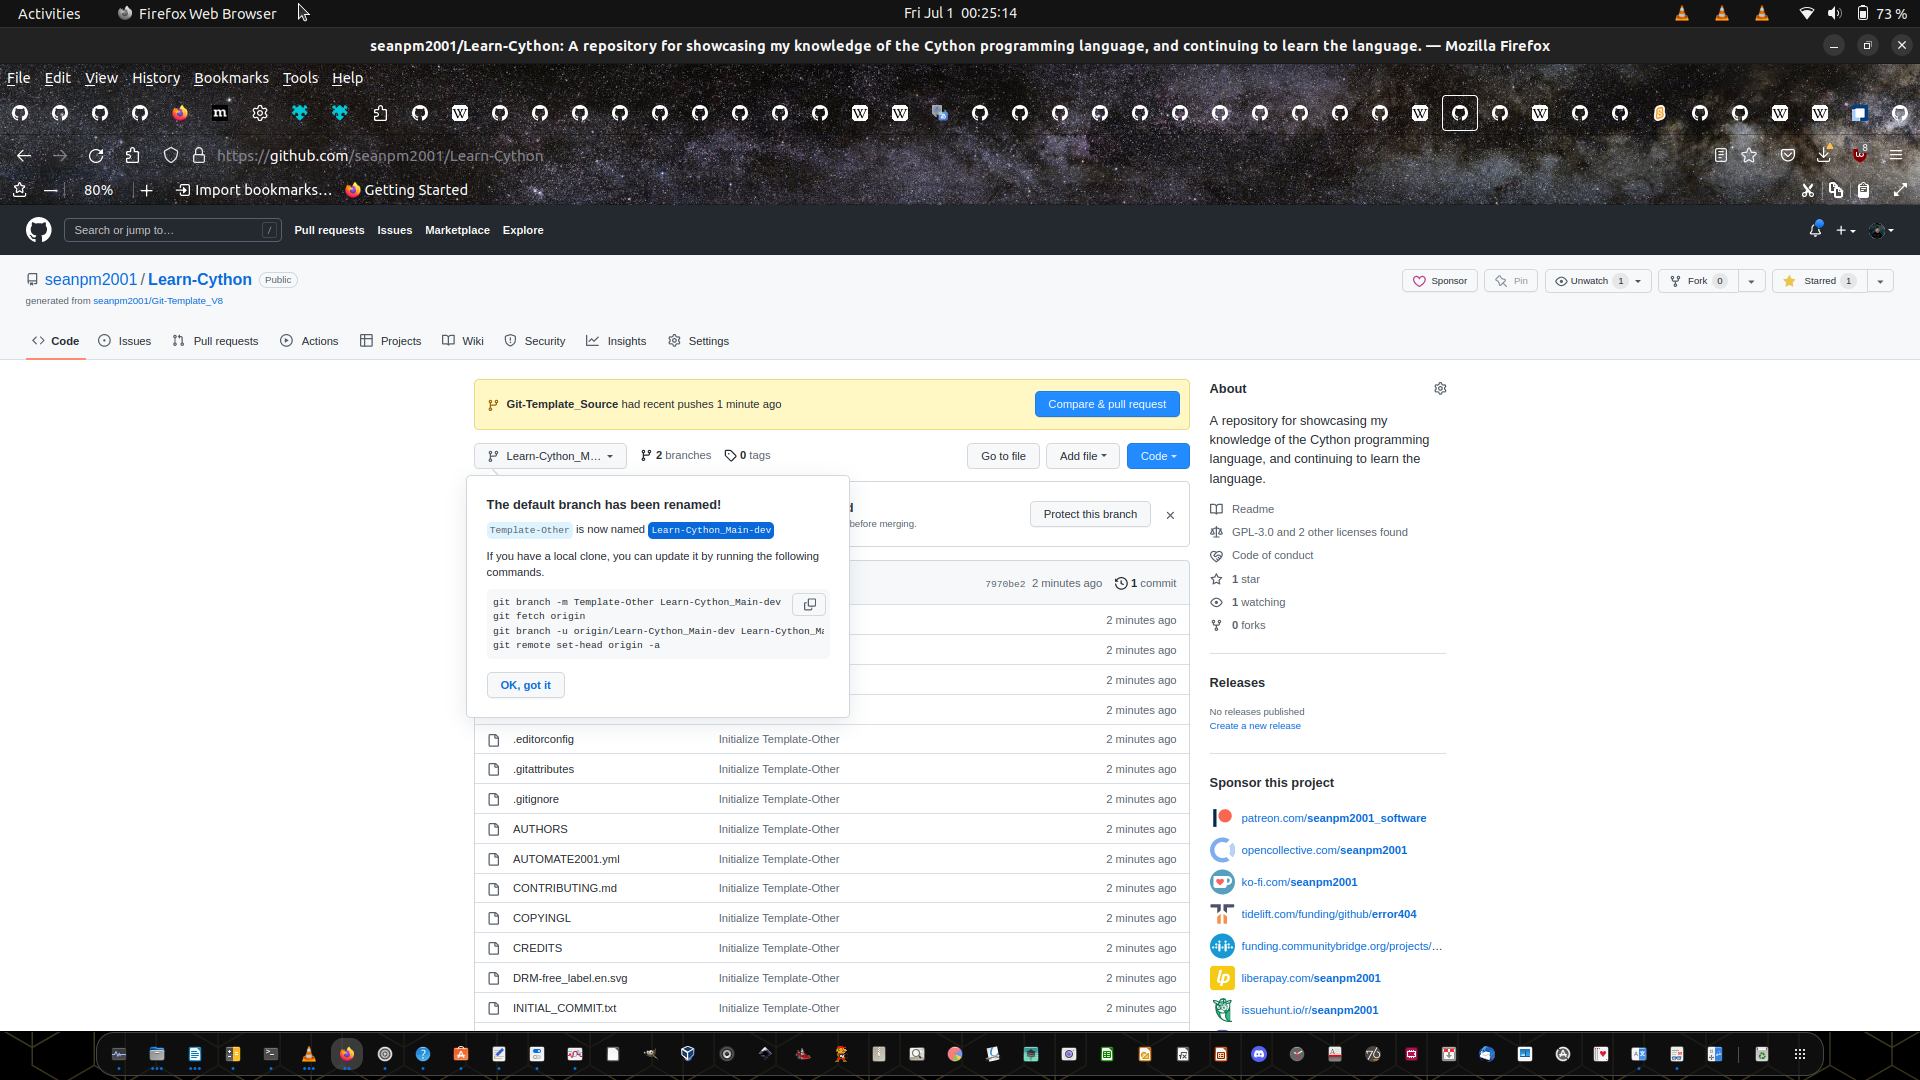 Activities
Firefox Web Browser
Fri Jul 1 00:25:14
73 %
seanpm2001/Learn-Cython: A repository for showcasing my knowledge of the Cython programming language, and continuing to learn the language. — Mozilla Firefox
File Edit View History Bookmarks Tools Help
https://github.com/seanpm2001/Learn-Cython
8
80%
Import bookmarks…
Getting Started
Search or jump to…
/
Pull requests
Issues
Marketplace
Explore
seanpm2001 / Learn-Cython
Public
generated from seanpm2001/Git-Template_V8
Sponsor
Pin
Unwatch 1
Fork 0
Starred 1
Code
Issues
Pull requests
Actions
Projects
Wiki
Security
Insights
Settings
Git-Template_Source had recent pushes 1 minute ago
Compare & pull request
Learn-Cython_M…
2 branches
0 tags
Go to file
Add file
Code
The default branch has been renamed!
Template-Other is now named Learn-Cython_Main-dev
If you have a local clone, you can update it by running the following
commands.
git branch -m Template-Other Learn-Cython_Main-dev
git fetch origin
git branch -u origin/Learn-Cython_Main-dev Learn-Cython_Ma
git remote set-head origin -a
OK, got it
d
before merging.
Protect this branch
7970be2 2 minutes ago
1 commit
2 minutes ago
2 minutes ago
2 minutes ago
2 minutes ago
.editorconfig Initialize Template-Other 2 minutes ago
.gitattributes Initialize Template-Other 2 minutes ago
.gitignore Initialize Template-Other 2 minutes ago
AUTHORS Initialize Template-Other 2 minutes ago
AUTOMATE2001.yml Initialize Template-Other 2 minutes ago
CONTRIBUTING.md Initialize Template-Other 2 minutes ago
COPYINGL Initialize Template-Other 2 minutes ago
CREDITS Initialize Template-Other 2 minutes ago
DRM-free_label.en.svg Initialize Template-Other 2 minutes ago
INITIAL_COMMIT.txt Initialize Template-Other 2 minutes ago
About
A repository for showcasing my
knowledge of the Cython programming
language, and continuing to learn the
language.
Readme
GPL-3.0 and 2 other licenses found
Code of conduct
1 star
1 watching
0 forks
Releases
No releases published
Create a new release
Sponsor this project
patreon.com/seanpm2001_software
opencollective.com/seanpm2001
ko-fi.com/seanpm2001
tidelift.com/funding/github/error404
funding.communitybridge.org/projects/…
liberapay.com/seanpm2001
issuehunt.io/r/seanpm2001